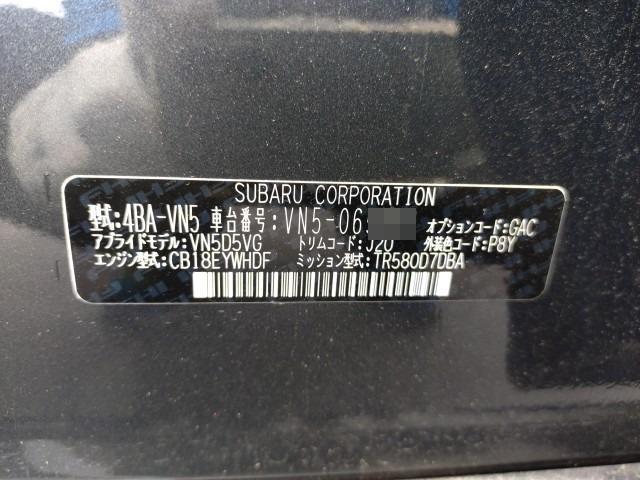 SUBARU CORPORATION
型式:4BA-VN5 車台番号:VN5-06
アプライドモデル:VN5D5VG トリムコード:J20 オプションコード:GAC
エンジン型式:CB18EYWHDF ミッション型式:TR580D7DBA 外装色コード:P8Y